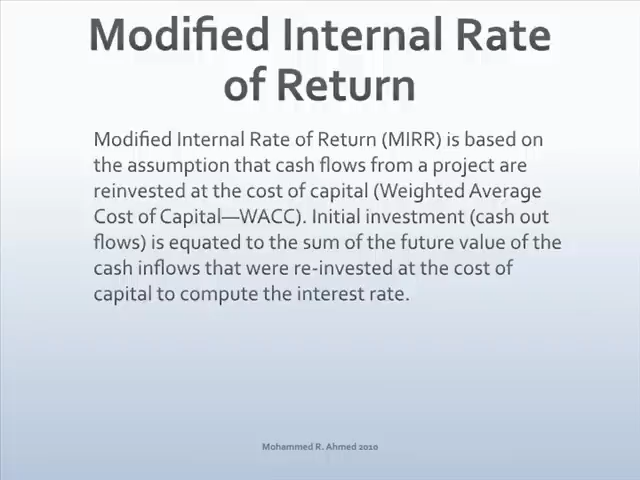 Modified Internal Rate
of Return
Modified Internal Rate of Return (MIRR) is based on
the assumption that cash flows from a project are
reinvested at the cost of capital (Weighted Average
Cost of Capital—WACC). Initial investment (cash out
flows) is equated to the sum of the future value of the
cash inflows that were re-invested at the cost of
capital to compute the interest rate.
Mohammed R. Ahmed 2010